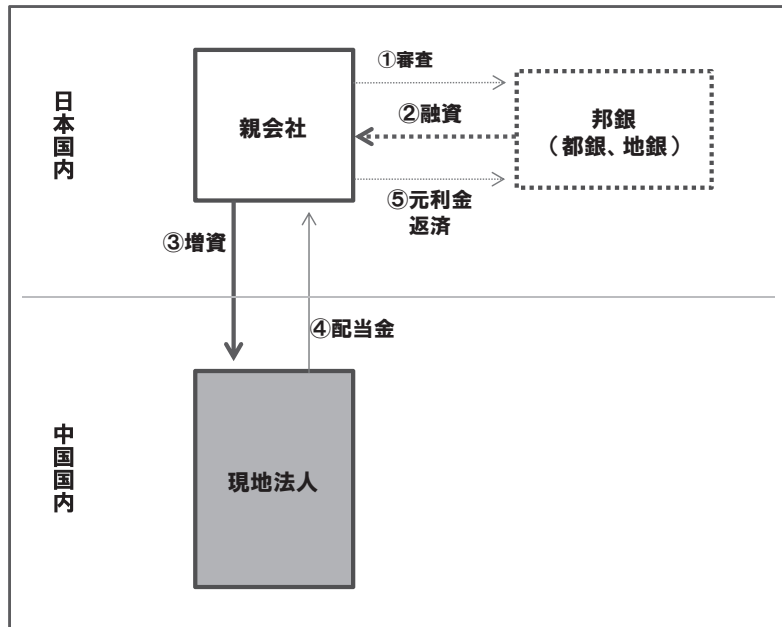 日本国内
親会社
①審査
②融資
邦銀
（都銀、地銀）
⑤元利金
返済
③増資
④配当金
中国国内
現地法人